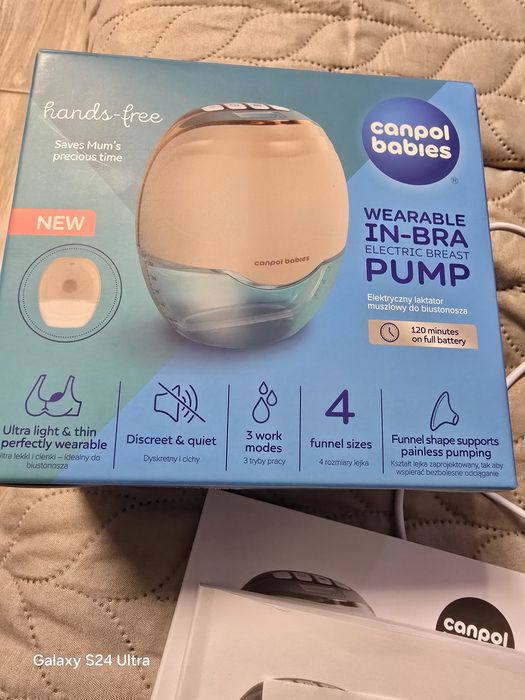 hands-free
Saves Mum's
precious time
canpol
babies
®
NEW
canpol babies
WEARABLE
IN-BRA
ELECTRIC BREAST
PUMP
Elektryczny laktator
muszlowy do biustonosza
120 minutes
on full battery
Ultra light & thin
perfectly wearable
ltra lekki i cienki – idealny do
biustonosza
Discreet & quiet
Dyskretny i cichy
3 work
modes
3 tryby pracy
4
funnel sizes
4 rozmiary lejka
Funnel shape supports
painless pumping
Kształt lejka zaprojektowany, tak aby
wspierać bezbolesne odciąganie
canpol
Galaxy S24 Ultra